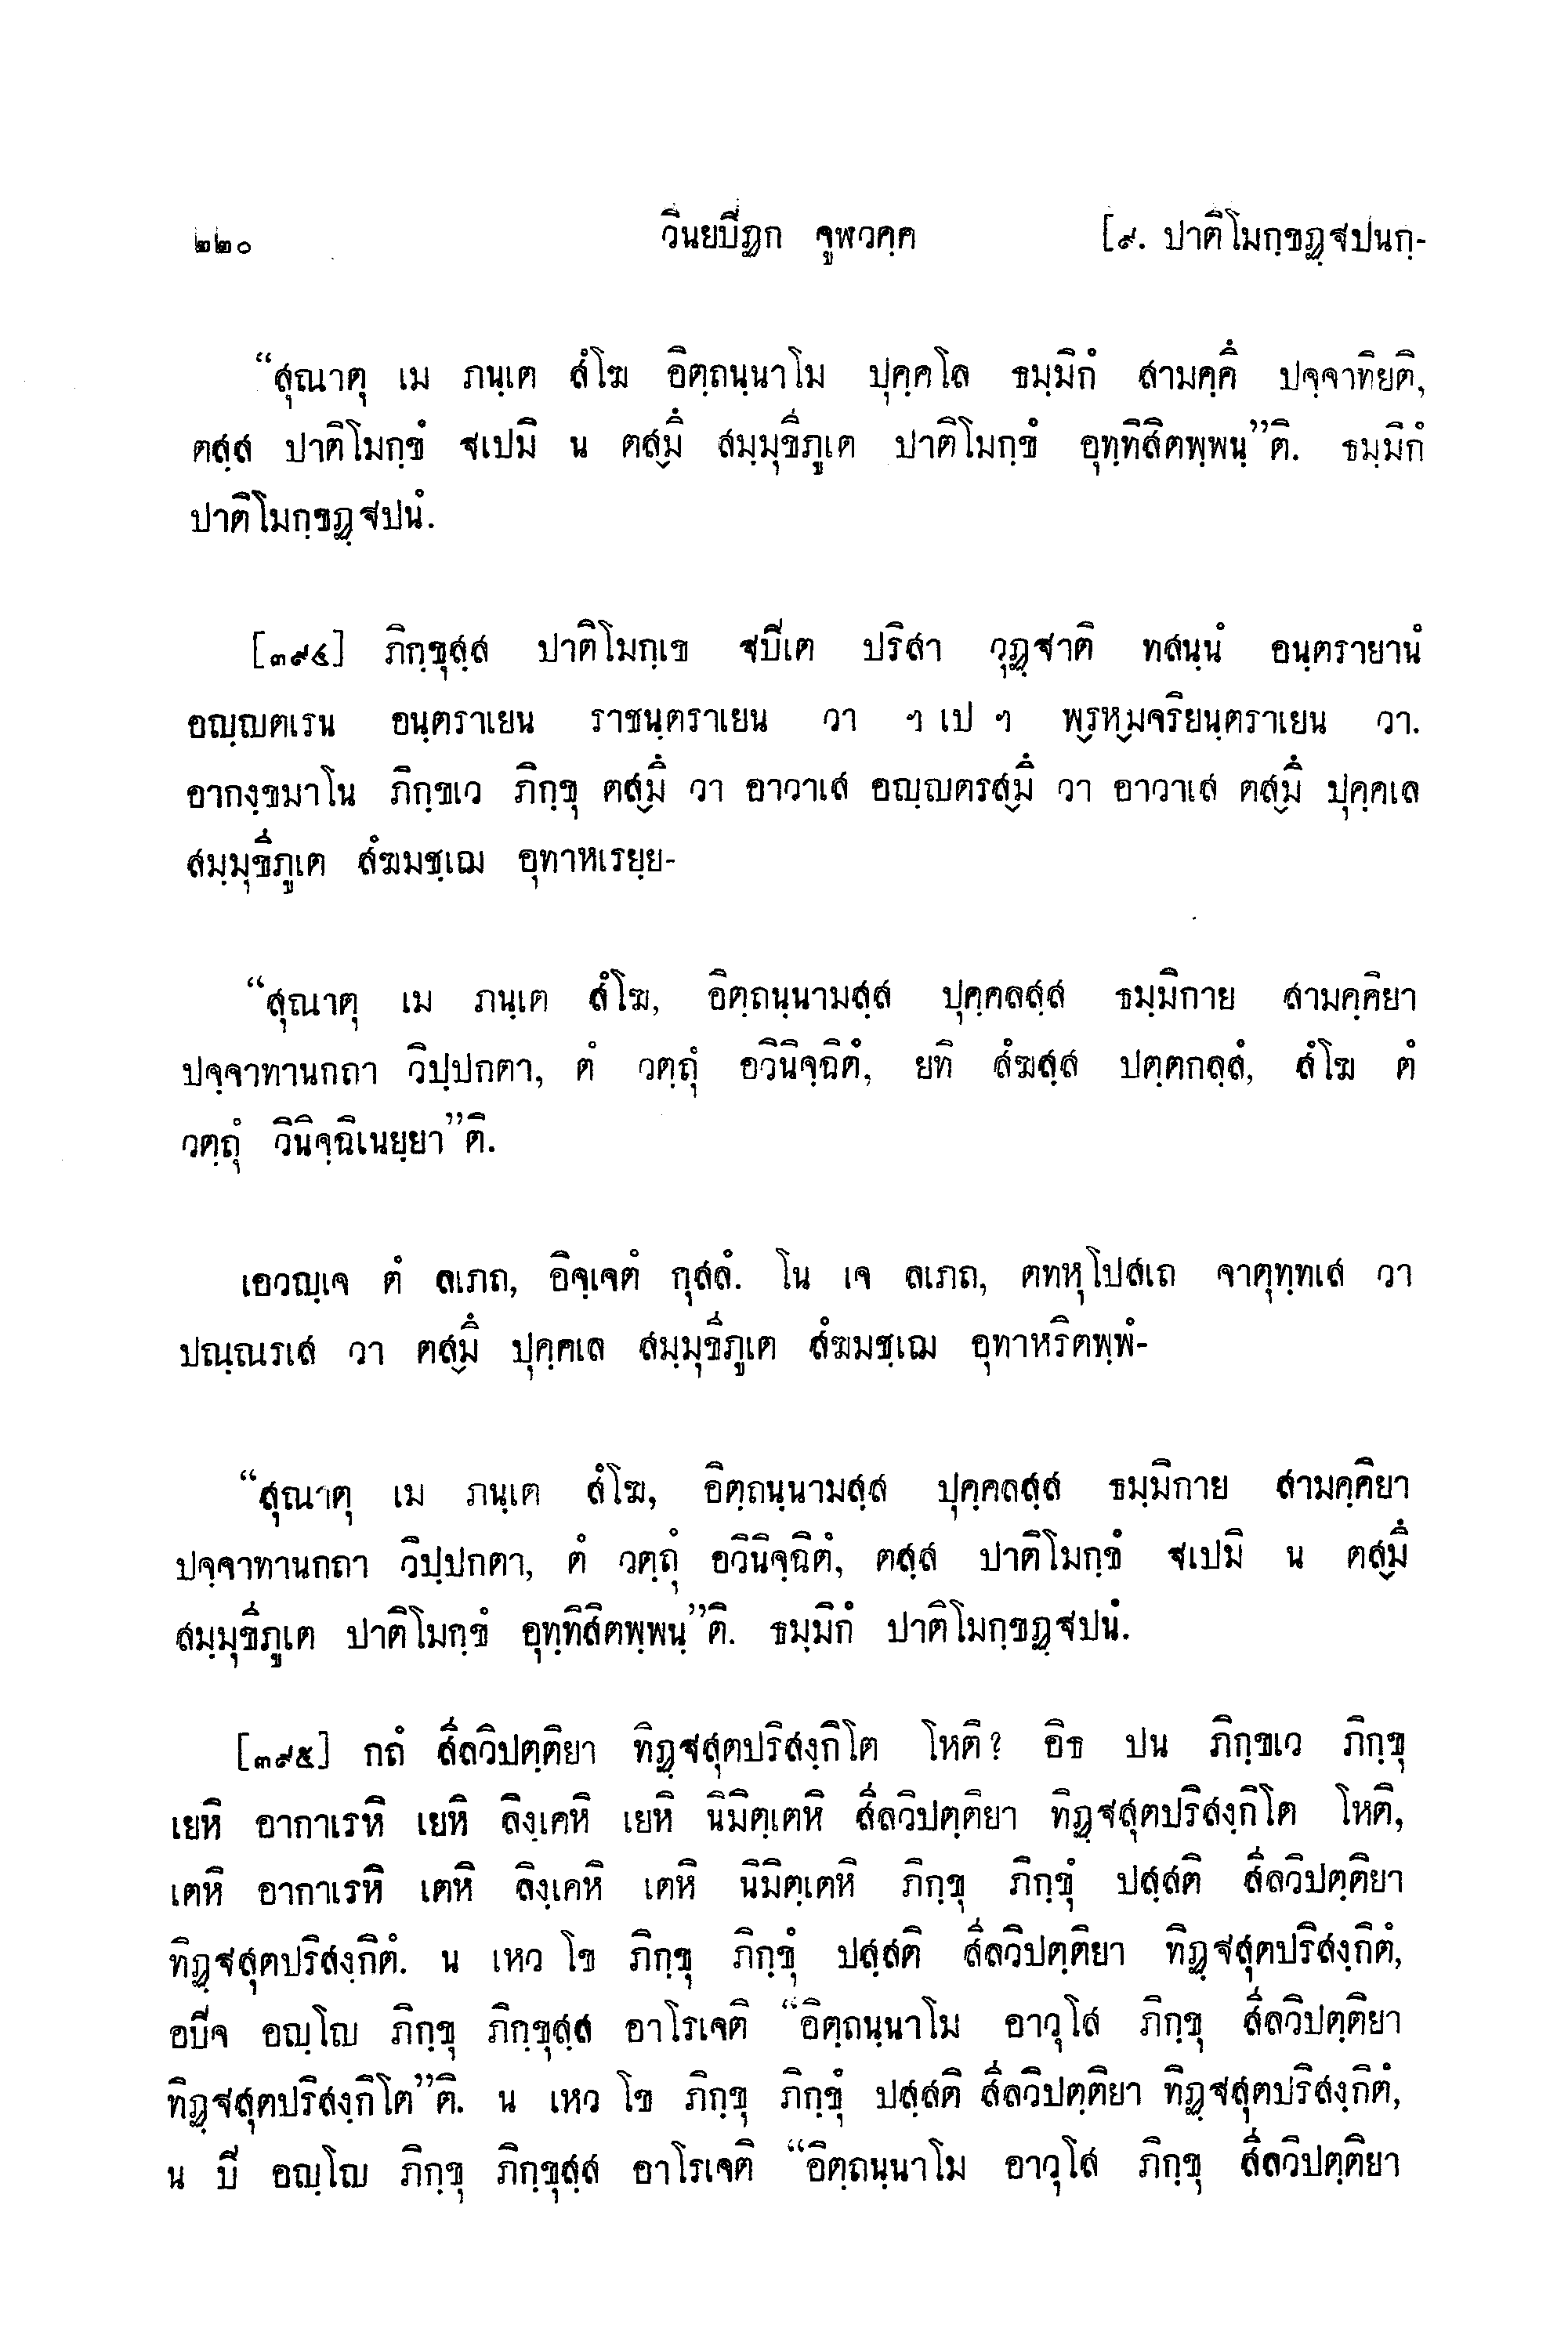 ๒๒๐ วินยปิฏก จูฬวคฺค [๙. ปาติโมกฺขฏฺฐปนกฺ-
“สุณาตุ เม ภนฺเต สํโฆ อิตฺถนฺนาโม ปุคฺคโล ธมฺมิกํ สามคฺคึ ปจฺจาทิยติ,
ตสฺส ปาติโมกฺขํ ฐเปมิ น ตสฺมึ สมฺมุขีภูเต ปาติโมกฺขํ อุทฺทิสิตพฺพนฺ”ติ. ธมฺมิกํ
ปาติโมกฺขฏฺฐปนํ.
[๓๙๔] ภิกฺขุสฺส ปาติโมกฺเข ฐปิเต ปริสา วุฏฺฐาติ ทสนฺนํ อนฺตรายานํ
อญฺญตเรน อนฺตราเยน ราชนฺตราเยน วา ฯ เป ฯ พฺรหฺมจริยนฺตราเยน วา.
อากงฺขมาโน ภิกฺขเว ภิกฺขุ ตสฺมึ วา อาวาเส อญฺญตรสฺมึ วา อาวาเส ตสฺมึ ปุคฺคเล
สมฺมุขีภูเต สํฆมชฺเฌ อุทาหเรยฺย-
“สุณาตุ เม ภนฺเต สํโฆ, อิตฺถนฺนามสฺส ปุคฺคลสฺส ธมฺมิกาย สามคฺคิยา
ปจฺจาทานกถา วิปฺปกตา, ตํ วตฺถุํ อวินิจฺฉิตํ, ยทิ สํฆสฺส ปตฺตกลฺลํ, สํโฆ ตํ
วตฺถุํ วินิจฺฉิเนยฺยา”ติ.
เอวญฺเจ ตํ ลเภถ, อิจฺเจตํ กุสลํ. โน เจ ลเภถ, ตทหุโปสเถ จาตุทฺทเส วา
ปณฺณรเส วา ตสฺมึ ปุคฺคเล สมฺมุขีภูเต สํฆมชฺเฌ อุทาหริตพฺพํ-
“สุณาตุ เม ภนฺเต สํโฆ, อิตฺถนฺนามสฺส ปุคฺคลสฺส ธมฺมิกาย สามคฺคิยา
ปจฺจาทานกถา วิปฺปกตา, ตํ วตฺถุํ อวินิจฺฉิตํ, ตสฺส ปาติโมกฺขํ ฐเปมิ น ตสฺมึ
สมฺมุขีภูเต ปาติโมกฺขํ อุทฺทิสิตพฺพนฺ”ติ. ธมฺมิกํ ปาติโมกฺขฏฺฐปนํ.
[๓๙๕] กถํ สีลวิปตฺติยา ทิฏฺฐสุตปริสงฺกิโต โหติ? อิธ ปน ภิกฺขเว ภิกฺขุ
เยหิ อากาเรหิ เยหิ ลิงฺเคหิ เยหิ นิมิตฺเตหิ สีลวิปตฺติยา ทิฏฺฐสุตปริสงฺกิโต โหติ,
เตหิ อากาเรหิ เตหิ ลิงฺเคหิ เตหิ นิมิตฺเตหิ ภิกฺขุ ภิกฺขุํ ปสฺสติ สีลวิปตฺติยา
ทิฏฺฐสุตปริสงฺกิตํ. น เหว โข ภิกฺขุ ภิกฺขุํ ปสฺสติ สีลวิปตฺติยา ทิฏฺฐสุตปริสงฺกิตํ,
อปิจ อญฺโญ ภิกฺขุ ภิกฺขุสฺส อาโรเจติ “อิตฺถนฺนาโม อาวุโส ภิกฺขุ สีลวิปตฺติยา
ทิฏฺฐสุตปริสงฺกิโต”ติ. น เหว โข ภิกฺขุ ภิกฺขุํ ปสฺสติ สีลวิปตฺติยา ทิฏฺฐสุตปริสงฺกิตํ,
น ปิ อญฺโญ ภิกฺขุ ภิกฺขุสฺส อาโรเจติ “อิตฺถนฺนาโม อาวุโส ภิกฺขุ สีลวิปตฺติยา